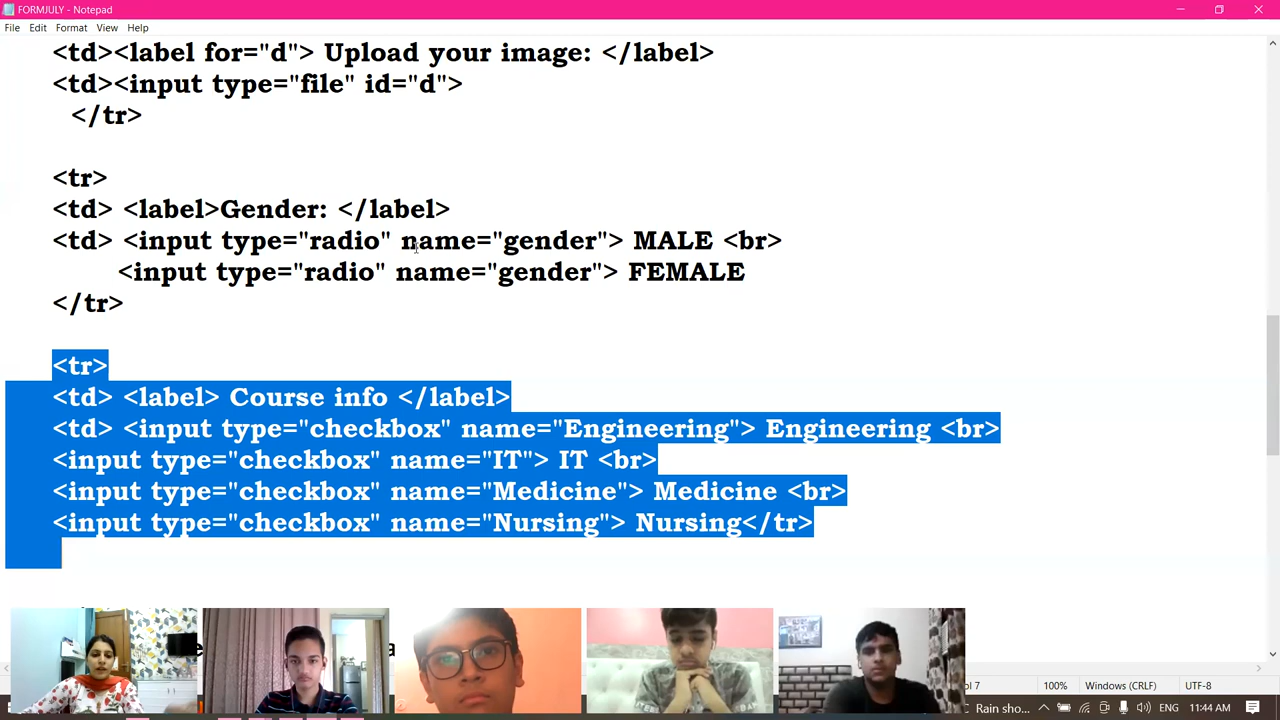 FORMJULY - Notepad
File Edit Format View Help
<td><label for="d"> Upload your image: </label>
<td><input type="file" id="d">
</tr>
<tr>
<td> <label>Gender: </label>
<td> <input type="radio" name="gender"> MALE <br>
<input type="radio" name="gender"> FEMALE
</tr>
<tr>
<td> <label> Course info </label>
<td> <input type="checkbox" name="Engineering"> Engineering <br>
<input type="checkbox" name="IT"> IT <br>
<input type="checkbox" name="Medicine"> Medicine <br>
<input type="checkbox" name="Nursing"> Nursing</tr>
ol 7 100% Windows (CRLF) UTF-8
Rain sho... ENG 11:44 AM